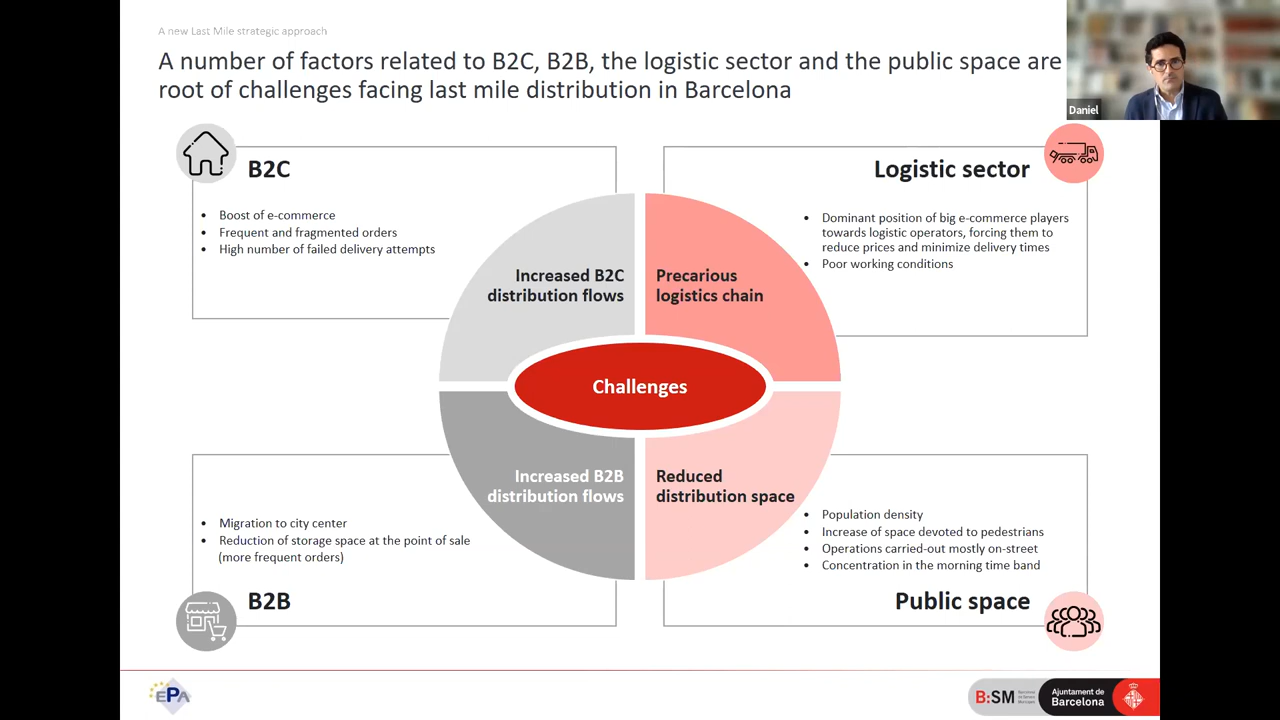 A new Last Mile strategic approach
A number of factors related to B2C, B2B, the logistic sector and the public space are
root of challenges facing last mile distribution in Barcelona
Daniel
B2C
• Boost of e-commerce
• Frequent and fragmented orders
• High number of failed delivery attempts
Logistic sector
• Dominant position of big e-commerce players
towards logistic operators, forcing them to
reduce prices and minimize delivery times
• Poor working conditions
Increased B2C
distribution flows
Precarious
logistics chain
Challenges
Increased B2B
distribution flows
Reduced
distribution space
• Migration to city center
• Reduction of storage space at the point of sale
(more frequent orders)
B2B
• Population density
• Increase of space devoted to pedestrians
• Operations carried-out mostly on-street
• Concentration in the morning time band
Public space
EPA
B:SM
Ajuntament de
Barcelona